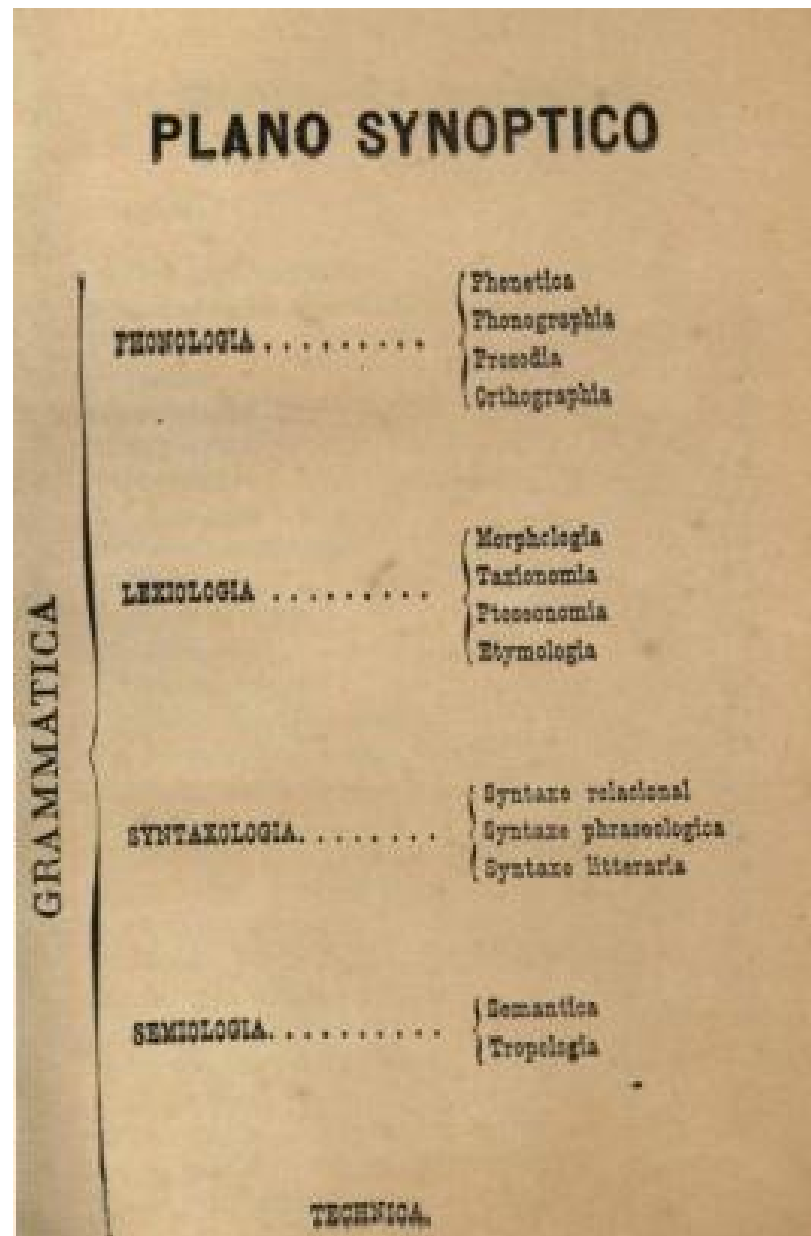 PLANO SYNOPTICO
GRAMMATICA
PHONOLOGIA . . . . . . . . .
Phonetica
Phonographia
Prosodia
Orthographia
LEXIOLOGIA . . . . . . . . .
Morphologia
Taxionomia
Ptoseonomia
Etymologia
SYNTAXOLOGIA. . . . . . . .
Syntaxe relacional
Syntaxe phraseologica
Syntaxe litteraria
SEMIOLOGIA. . . . . . . . . .
Semantica
Tropologia
TECHNICA.